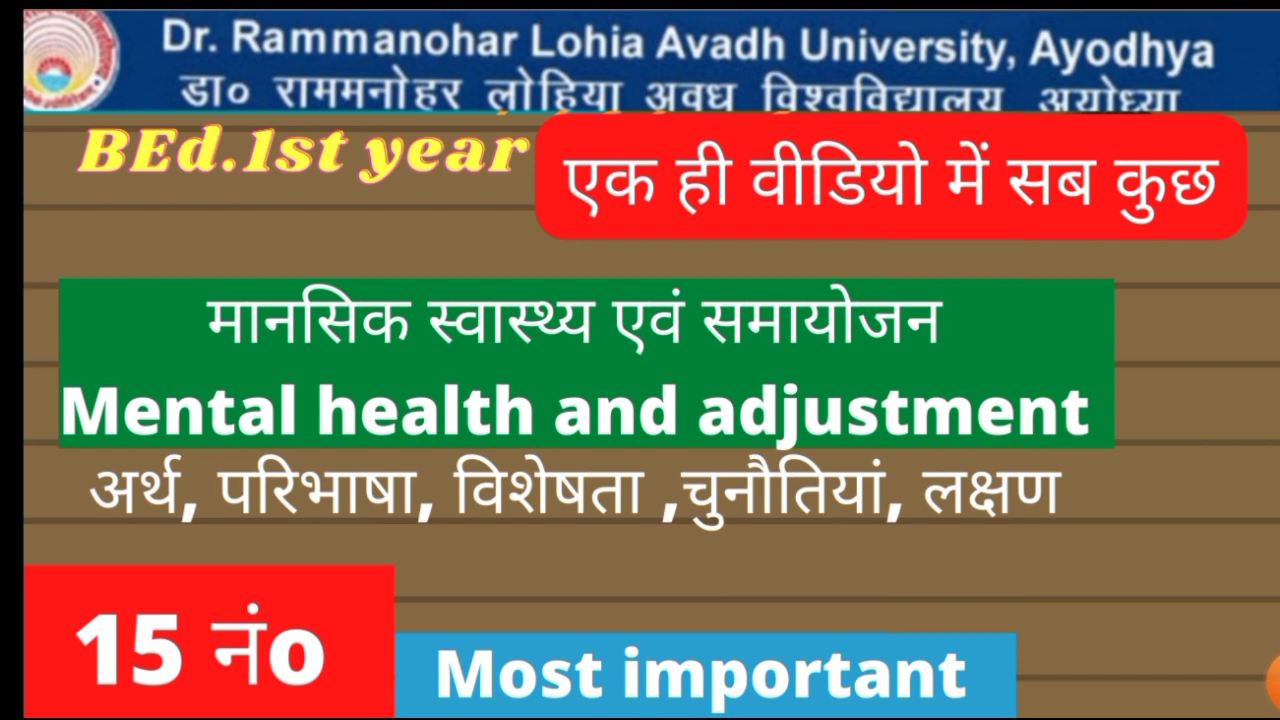 Dr. Rammanohar Lohia Avadh University, Ayodhya
डा० राममनोहर लोहिया अवध विश्वविद्यालय अयोध्या
BEd.1st year
एक ही वीडियो में सब कुछ
मानसिक स्वास्थ्य एवं समायोजन
Mental health and adjustment
अर्थ, परिभाषा, विशेषता ,चुनौतियां, लक्षण
15 नंo
Most important